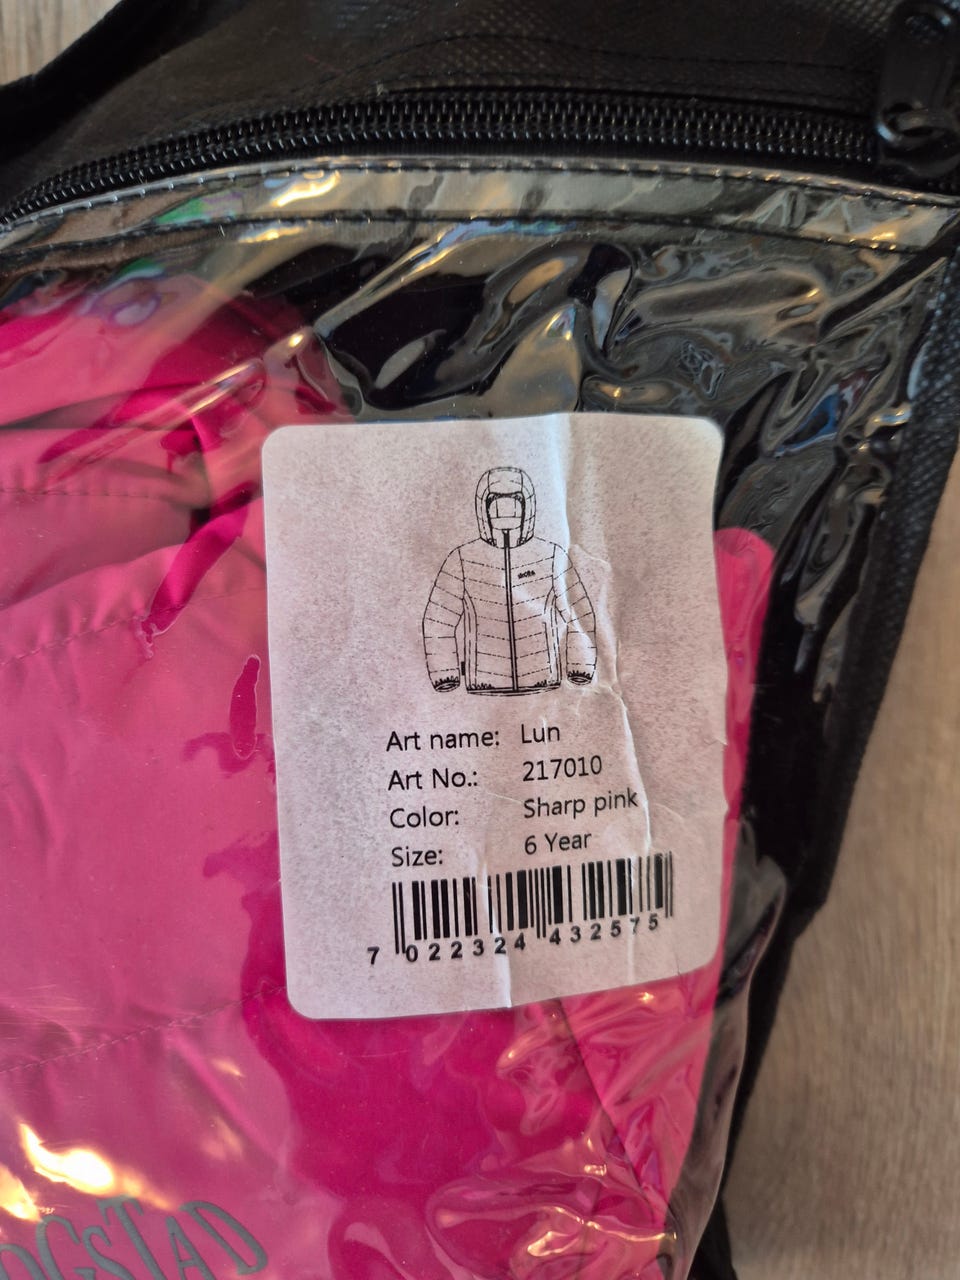 Art name: Lun
Art No.: 217010
Color: Sharp pink
Size: 6 Year
7 022324 432575